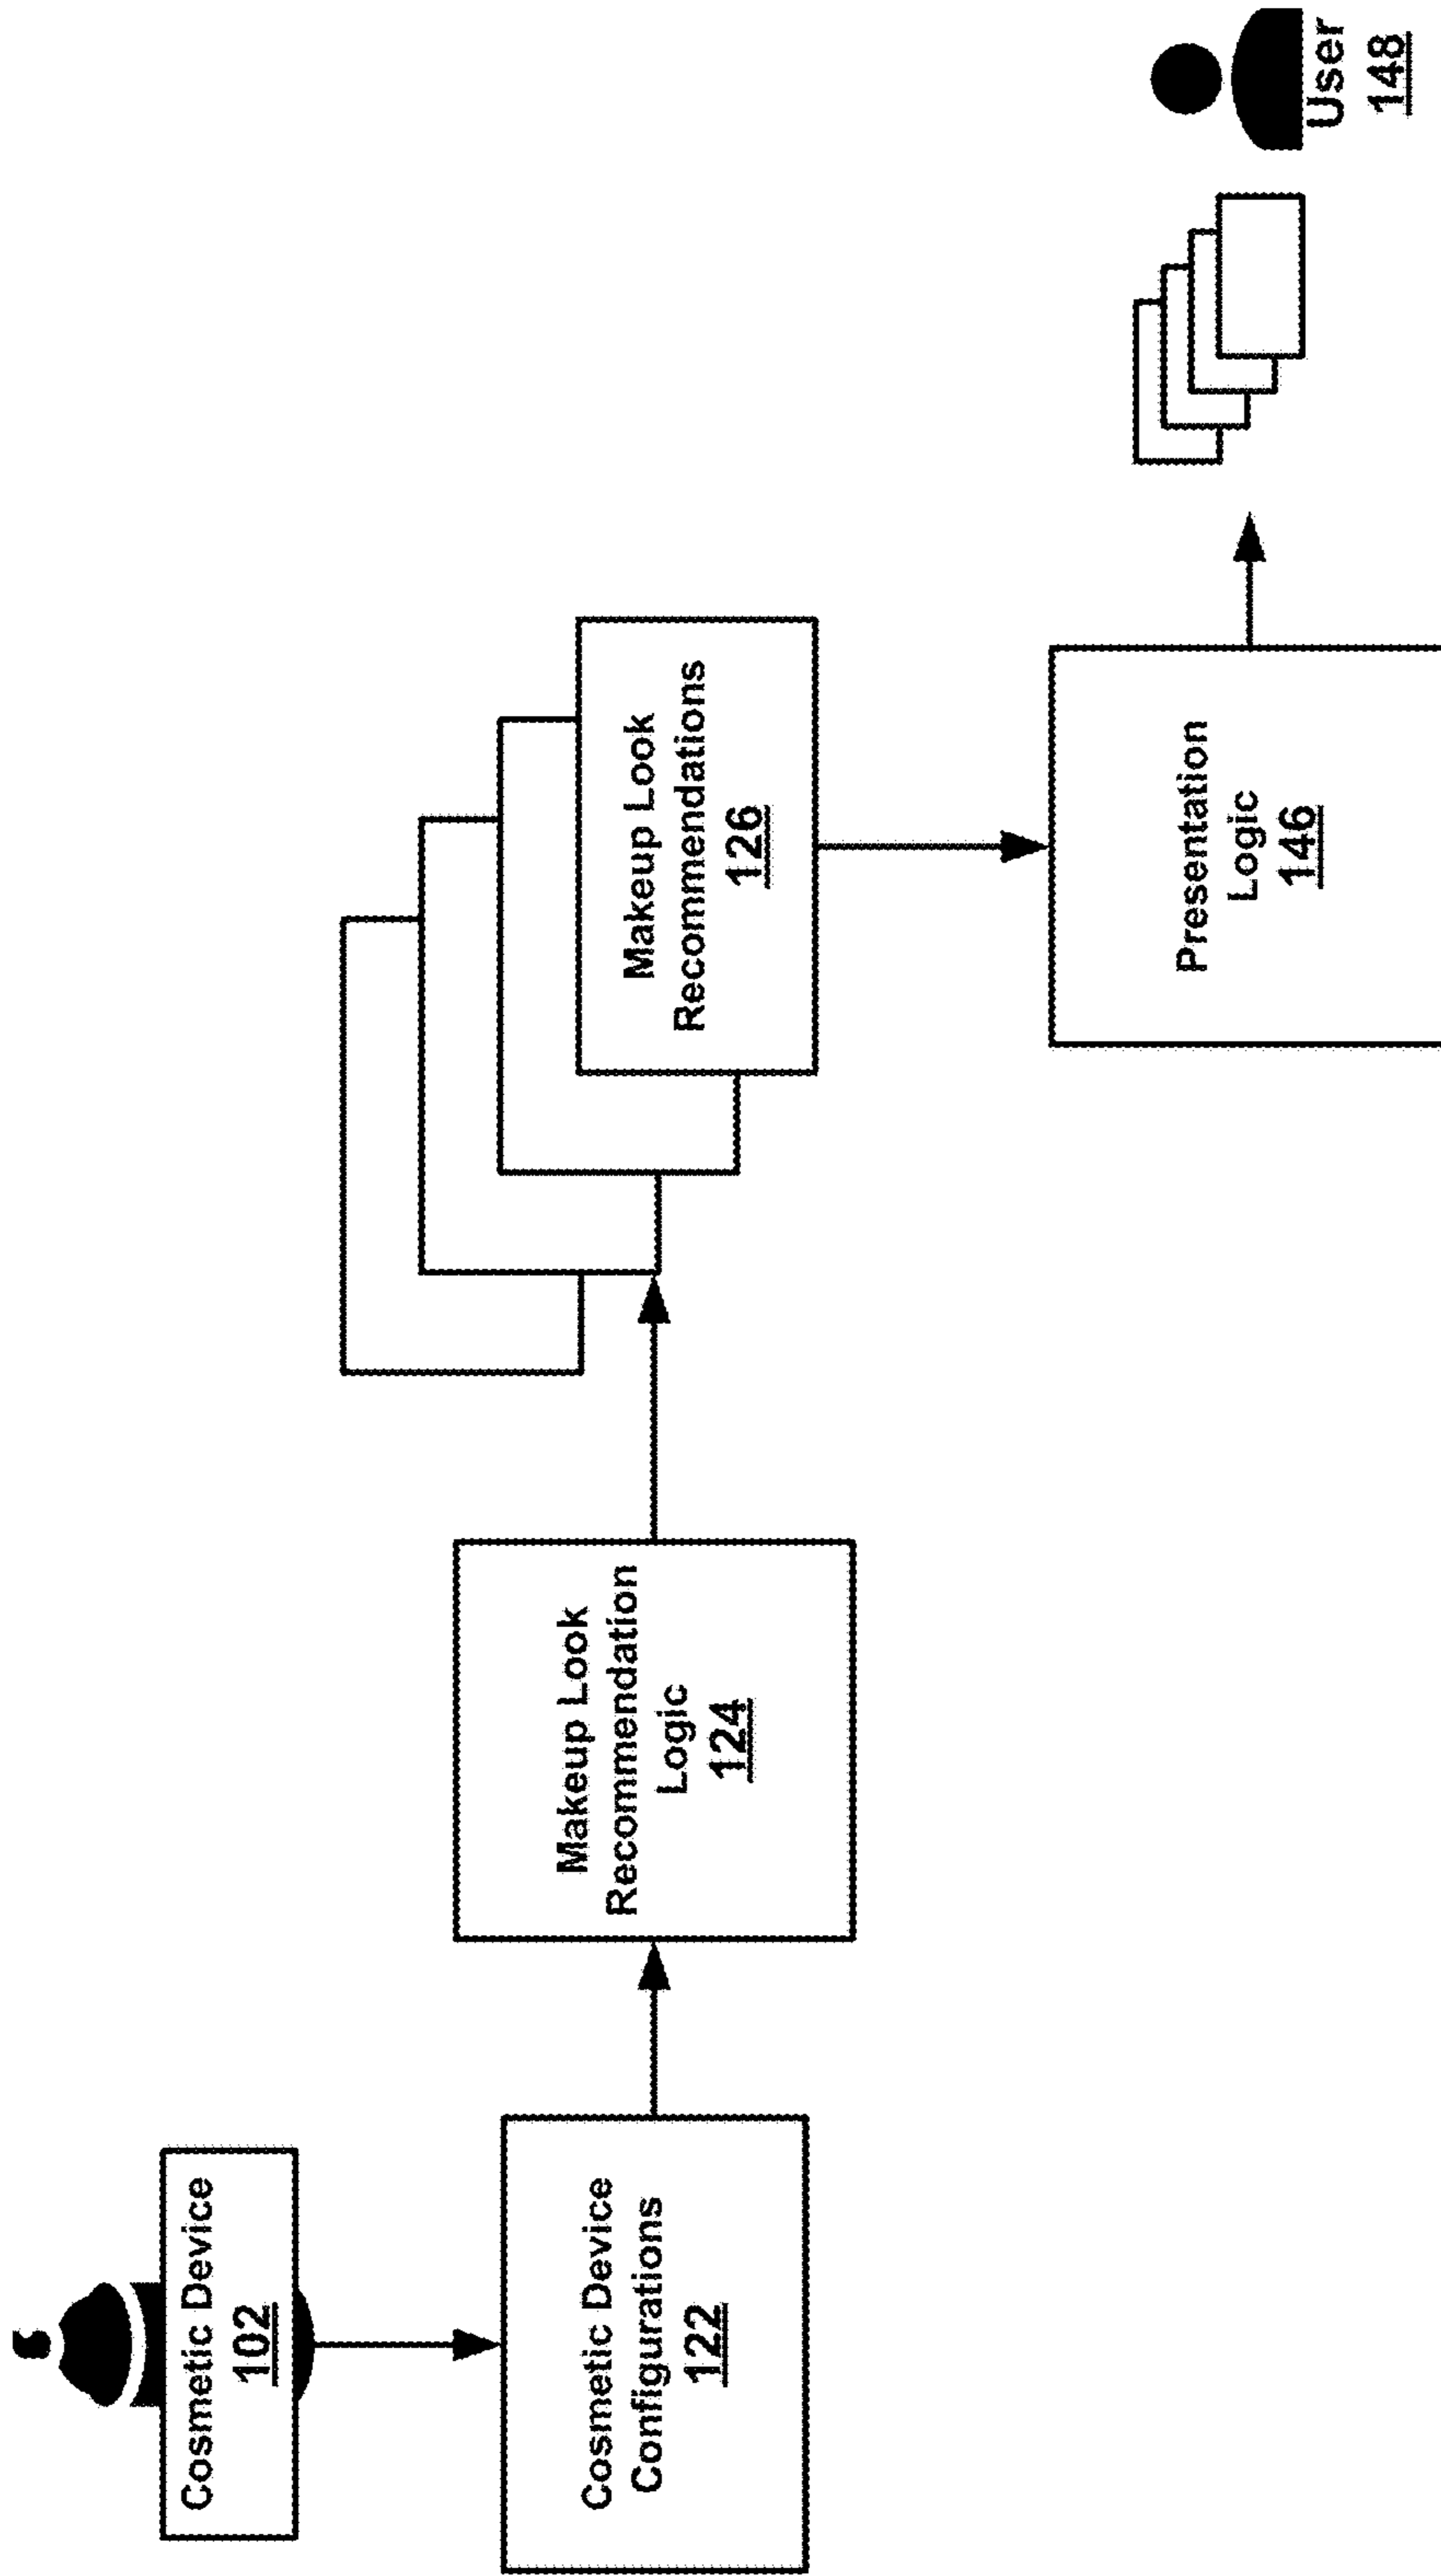 Cosmetic Device
102
Cosmetic Device
Configurations
122
Makeup Look
Recommendation
Logic
124
Makeup Look
Recommendations
126
Presentation
Logic
146
User
148